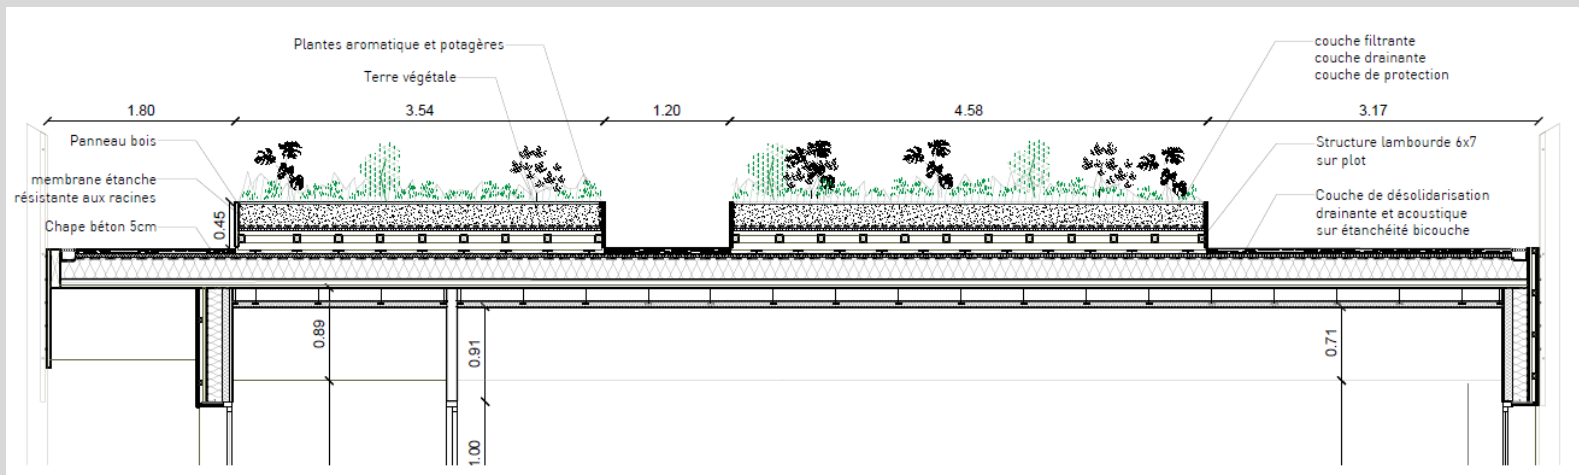 Plantes aromatique et potagères
Terre végétale
couche filtrante
couche drainante
couche de protection
1.80
3.54
1.20
4.58
3.17
Panneau bois
membrane étanche
résistante aux racines
Chape béton 5cm
0.45
Structure lambourde 6x7
sur plot
Couche de désolidarisation
drainante et acoustique
sur étanchéité bicouche
0.89
0.91
0.71
1.00